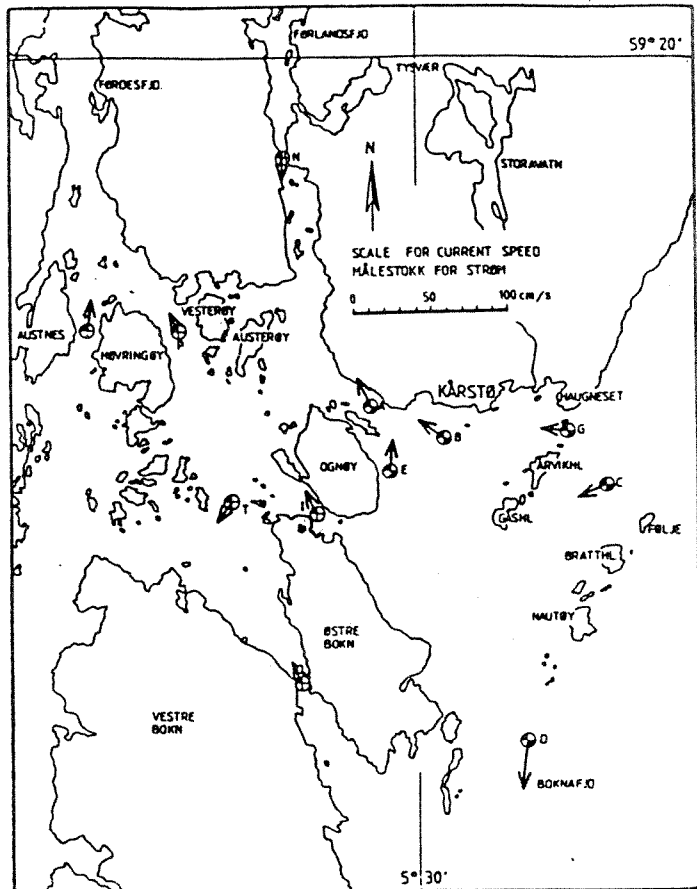 FØRLANDSFJO
59° 20'
TYSVÆR
FØRDESFJO.
N
N
STORAVATN
SCALE FOR CURRENT SPEED
MÅLESTOKK FOR STRØM
0 50 100 cm/s
VESTERØY
AUSTNES
HØVRINGØY
AUSTERØY
KÅRSTØ
HAUGNESET
A
B
G
OGNØY
E
ÅRVIKHL
C
T
I
GÅSHL
FØLJE
BRATTHL
NAUTØY
ØSTRE
BOKN
VESTRE
BOKN
D
BOKNAFJO
5° 30'